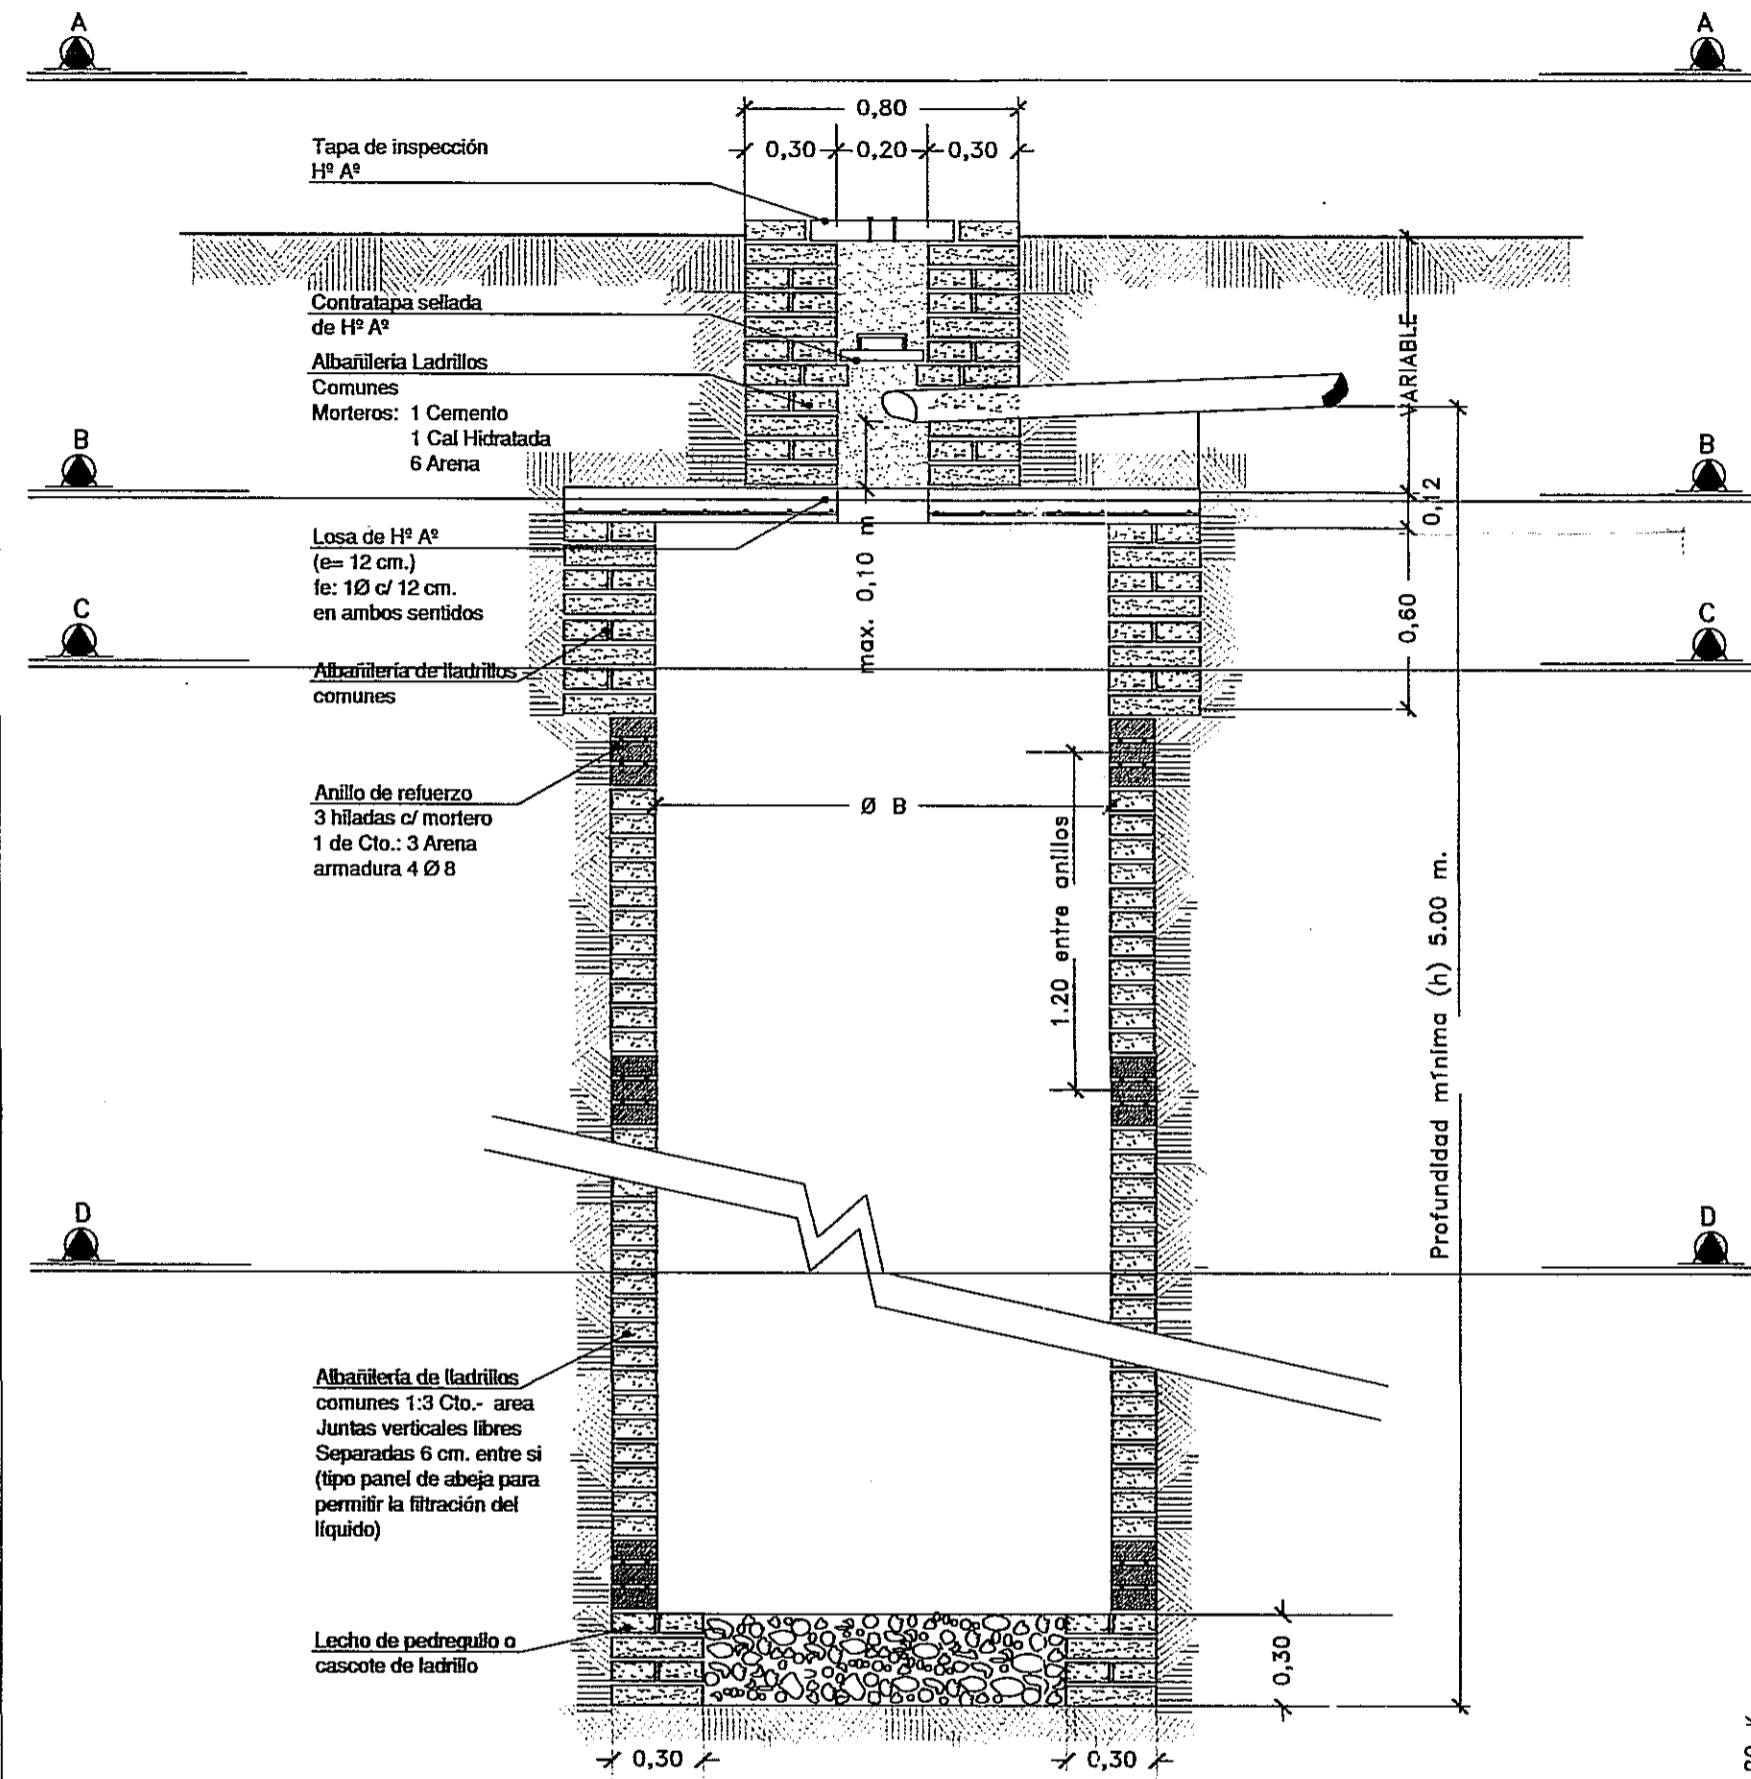 A
A
0,80
0,30
0,20
0,30
Tapa de inspección
Hº Aº
Contratapa sellada
de Hº Aº
Albañileria Ladrillos
Comunes
Morteros: 1 Cemento
1 Cal Hidratada
6 Arena
VARIABLE
B
B
0,12
Losa de Hº Aº
(e= 12 cm.)
fe: 1Ø c/ 12 cm.
en ambos sentidos
max. 0,10 m
0,60
C
C
Albañilería de lladrillos
comunes
Anillo de refuerzo
3 hiladas c/ mortero
1 de Cto.: 3 Arena
armadura 4 Ø 8
Ø B
1.20 entre anillos
Profundidad mínima (h) 5.00 m.
D
D
Albañilería de lladrillos
comunes 1:3 Cto.- area
Juntas verticales libres
Separadas 6 cm. entre si
(tipo panel de abeja para
permitir la filtración del
líquido)
Lecho de pedregullo o
cascote de ladrillo
0,30
0,30
0,30